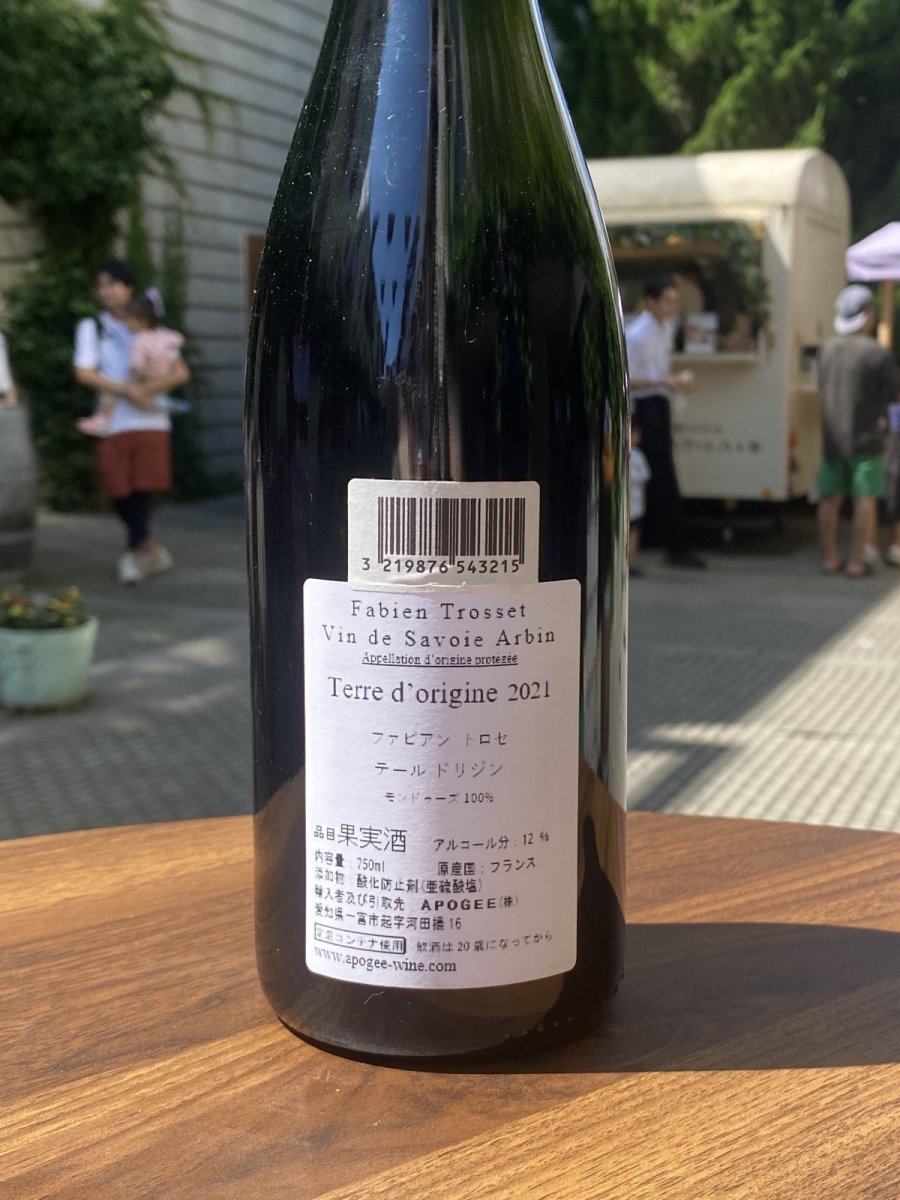 3 219876 543215
Fabien Trosset
Vin de Savoie Arbin
Appellation d'origine protégée
Terre d'origine 2021
ファビアン トロセ
テール ドリジン
モンドゥーズ 100%
品目果実酒 アルコール分:12 %
内容量:750ml 原産国:フランス
添加物:酸化防止剤(亜硫酸塩)
輸入者及び引取先 APOGEE(株)
愛知県一宮市起字河田揚 16
定温コンテナ使用 飲酒は 20 歳になってから
www.apogee-wine.com